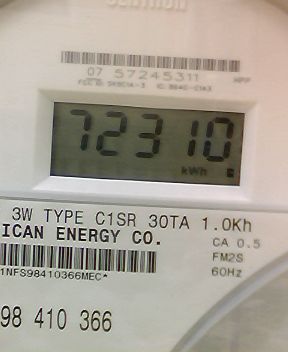 CENTRON
07 57245311
72310
kWh
3W TYPE C1SR 30TA 1.0Kh
ICAN ENERGY CO.
CA 0.5
FM2S
60Hz
1NFS98410366MEC*
98 410 366